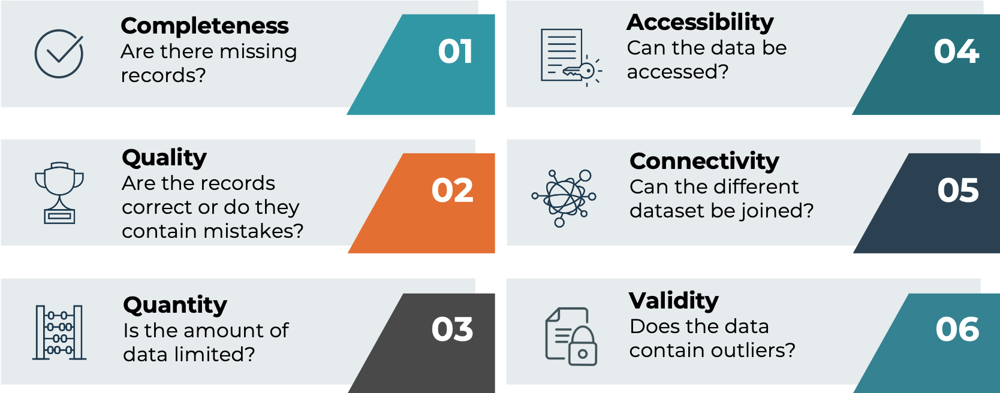 Completeness
Are there missing
records?
01
Quality
Are the records
correct or do they
contain mistakes?
02
Quantity
Is the amount of
data limited?
03
Accessibility
Can the data be
accessed?
04
Connectivity
Can the different
dataset be joined?
05
Validity
Does the data
contain outliers?
06